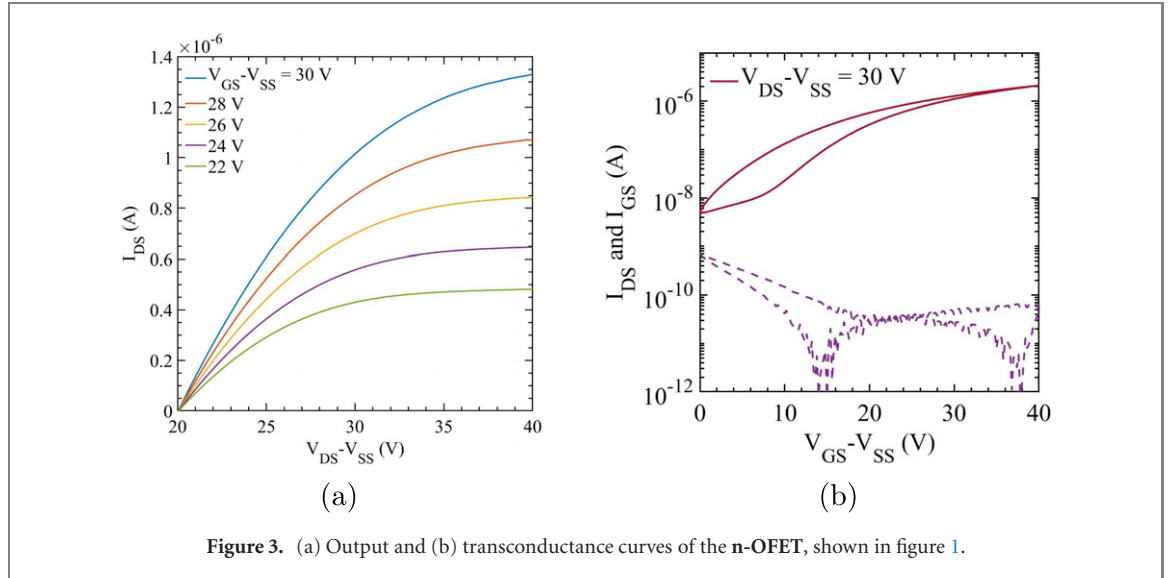 ×10⁻⁶
1.4
1.2
1
0.8
0.6
0.4
0.2
0
I_DS (A)
V_GS-V_SS = 30 V
28 V
26 V
24 V
22 V
20 25 30 35 40
V_DS-V_SS (V)
(a)
V_DS-V_SS = 30 V
10⁻⁶
10⁻⁸
10⁻¹⁰
10⁻¹²
I_DS and I_GS (A)
0 10 20 30 40
V_GS-V_SS (V)
(b)
Figure 3. (a) Output and (b) transconductance curves of the n-OFET, shown in figure 1.